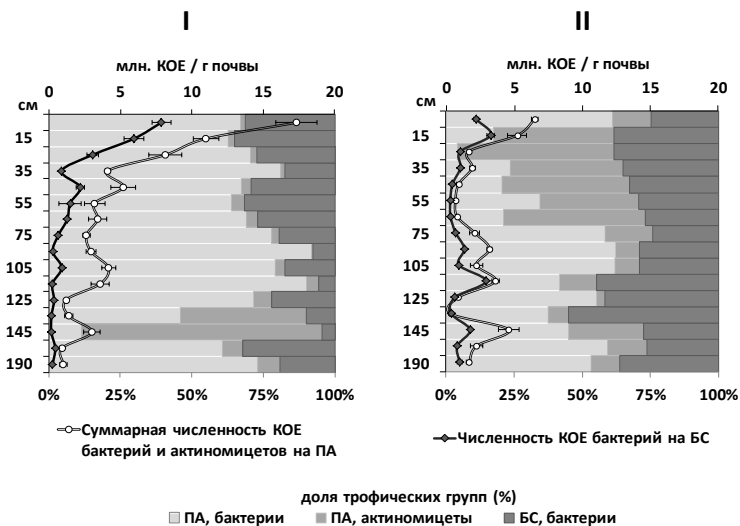 I
II
млн. КОЕ / г почвы
млн. КОЕ / г почвы
см
0 5 10 15 20
см
0 5 10 15 20
15
35
55
75
105
125
145
190
15
35
55
75
105
125
145
190
0% 25% 50% 75% 100%
0% 25% 50% 75% 100%
Суммарная численность КОЕ
бактерий и актиномицетов на ПА
Численность КОЕ бактерий на БС
доля трофических групп (%)
ПА, бактерии ПА, актиномицеты БС, бактерии